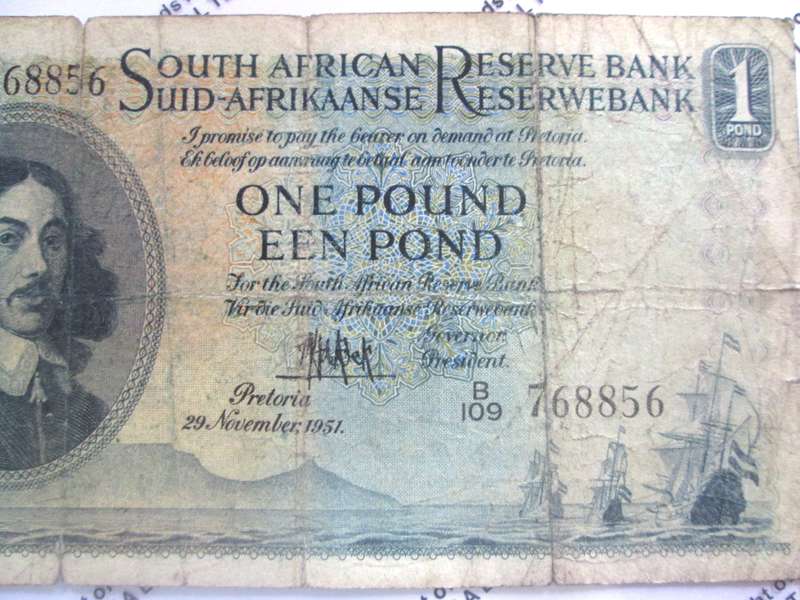 768856
SOUTH AFRICAN RESERVE BANK
SUID-AFRIKAANSE RESERWEBANK
1
POND
I promise to pay the bearer on demand at Pretoria.
Ek beloof op aanvraag te betaal aan toonder te Pretoria.
ONE POUND
EEN POND
For the South African Reserve Bank
Vir die Suid-Afrikaanse Reserwebank
Governor
President.
Pretoria
29 November, 1951.
B
109
768856